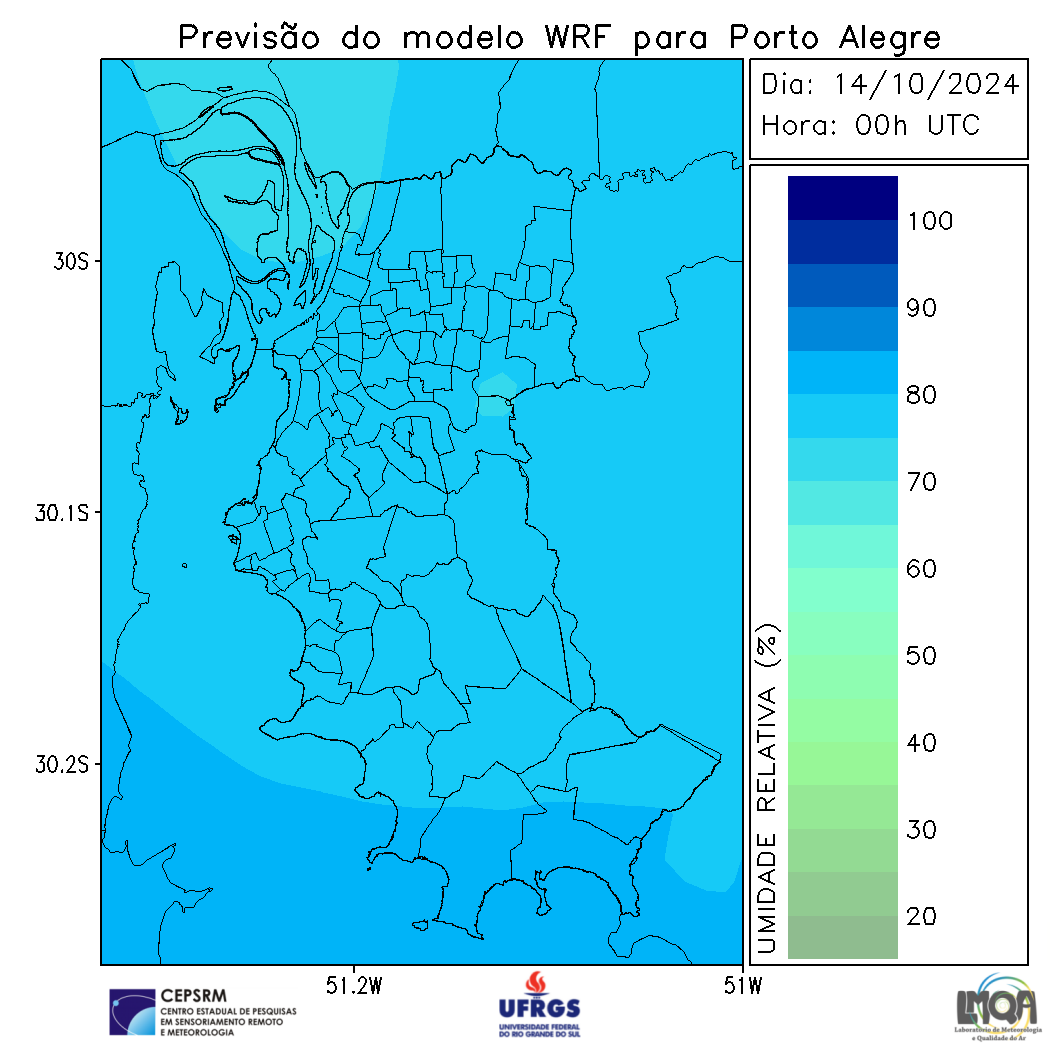 Previsão do modelo WRF para Porto Alegre
Dia: 14/10/2024
Hora: 00h UTC
30S
30.1S
30.2S
51.2W
51W
100
90
80
70
60
50
40
30
20
UMIDADE RELATIVA (%)
CEPSRM
CENTRO ESTADUAL DE PESQUISAS
EM SENSORIAMENTO REMOTO
E METEOROLOGIA
UFRGS
UNIVERSIDADE FEDERAL
DO RIO GRANDE DO SUL
LMQA
Laboratório de Meteorologia
e Qualidade do Ar